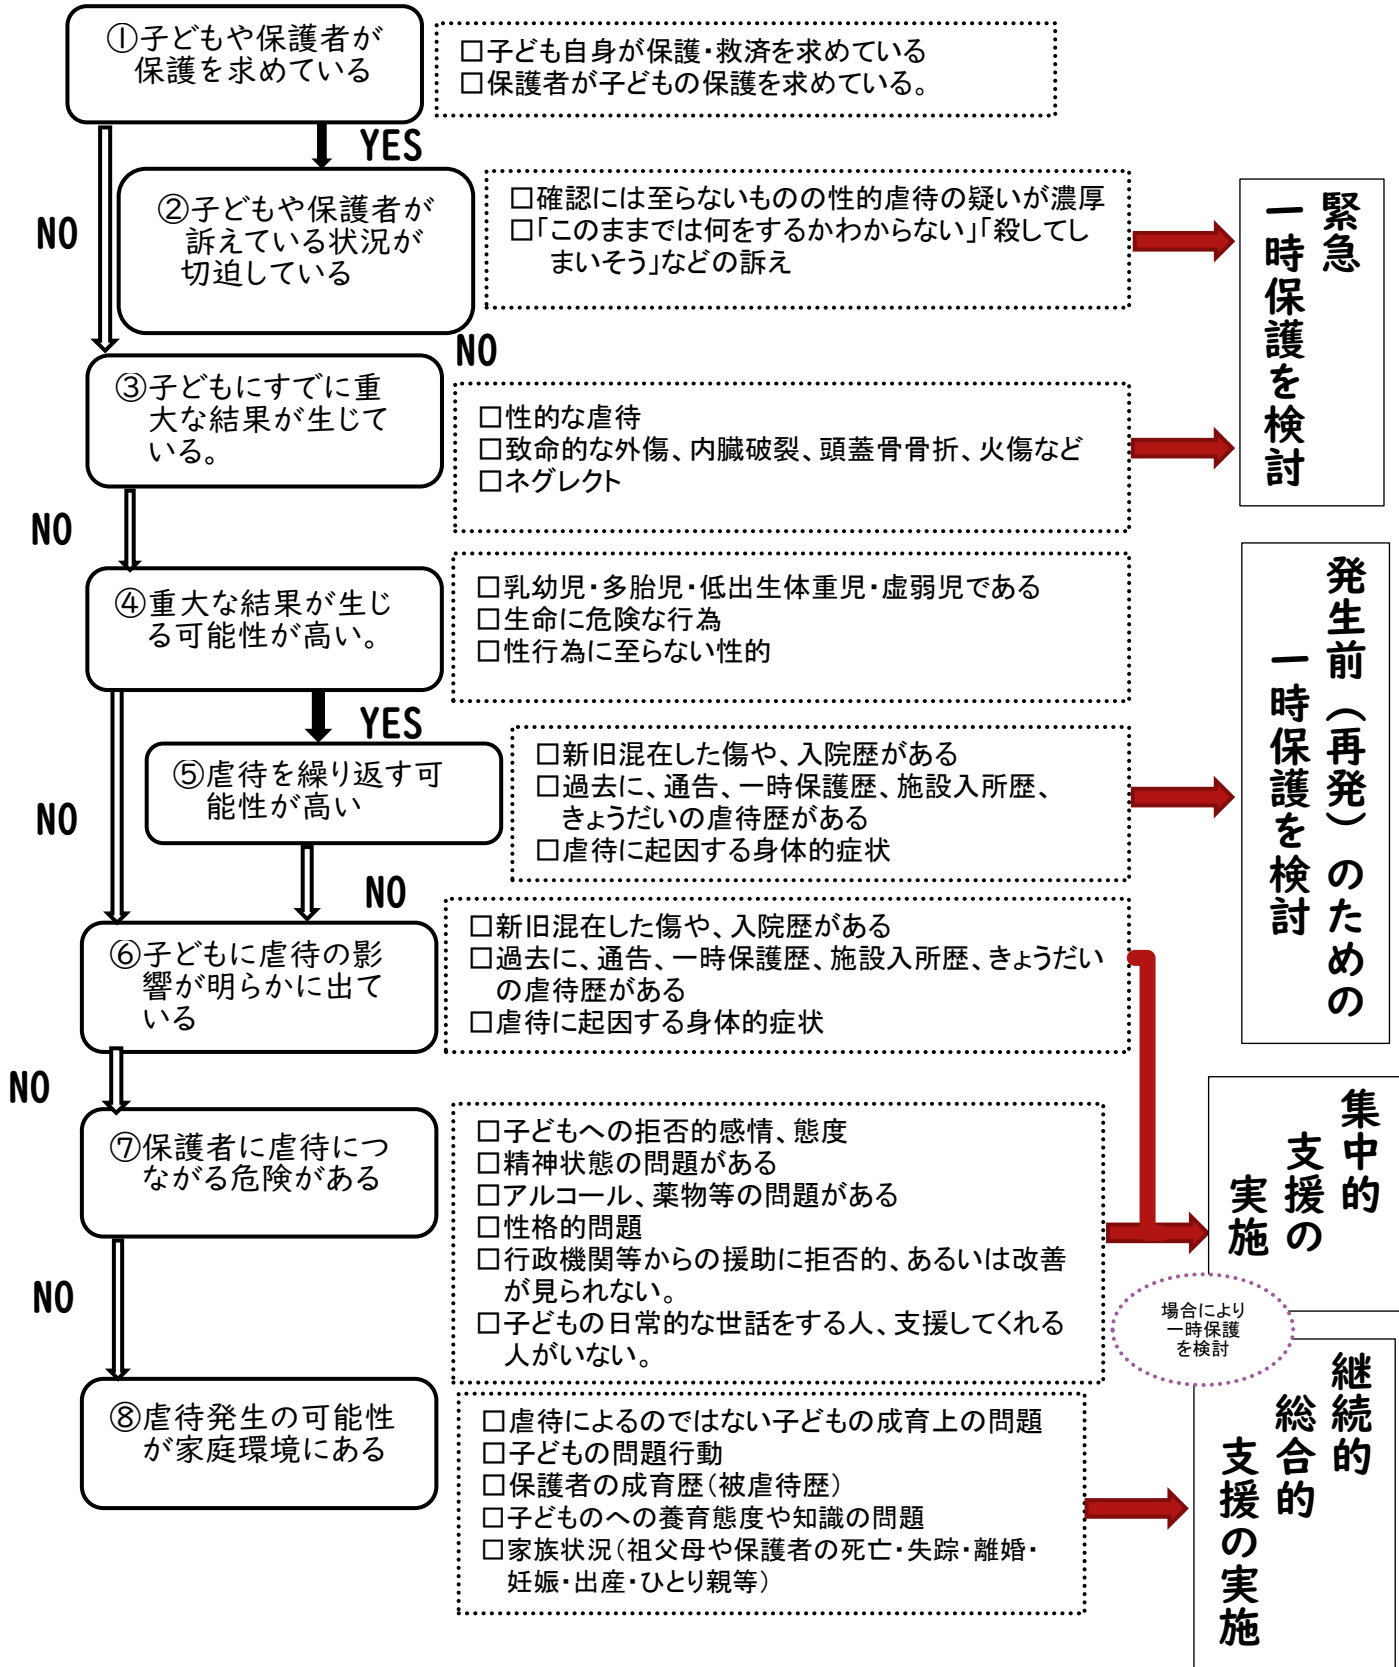 ①子どもや保護者が
保護を求めている
□子ども自身が保護・救済を求めている
□保護者が子どもの保護を求めている。
YES
NO
②子どもや保護者が
訴えている状況が
切迫している
□確認には至らないものの性的虐待の疑いが濃厚
□「このままでは何をするかわからない」「殺してし
まいそう」などの訴え
緊急
一時保護を検討
NO
③子どもにすでに重
大な結果が生じて
いる。
□性的な虐待
□致命的な外傷、内臓破裂、頭蓋骨骨折、火傷など
□ネグレクト
NO
④重大な結果が生じ
る可能性が高い。
□乳幼児・多胎児・低出生体重児・虚弱児である
□生命に危険な行為
□性行為に至らない性的
発生前（再発）のための
一時保護を検討
YES
NO
⑤虐待を繰り返す可
能性が高い
□新旧混在した傷や、入院歴がある
□過去に、通告、一時保護歴、施設入所歴、
きょうだいの虐待歴がある
□虐待に起因する身体的症状
NO
⑥子どもに虐待の影
響が明らかに出て
いる
□新旧混在した傷や、入院歴がある
□過去に、通告、一時保護歴、施設入所歴、きょうだい
の虐待歴がある
□虐待に起因する身体的症状
NO
⑦保護者に虐待につ
ながる危険がある
□子どもへの拒否的感情、態度
□精神状態の問題がある
□アルコール、薬物等の問題がある
□性格的問題
□行政機関等からの援助に拒否的、あるいは改善
が見られない。
□子どもの日常的な世話をする人、支援してくれる
人がいない。
集中的
支援の
実施
NO
場合により
一時保護
を検討
⑧虐待発生の可能性
が家庭環境にある
□虐待によるのではない子どもの成育上の問題
□子どもの問題行動
□保護者の成育歴（被虐待歴）
□子どものへの養育態度や知識の問題
□家族状況（祖父母や保護者の死亡・失踪・離婚・
妊娠・出産・ひとり親等）
継続的
総合的
支援の実施